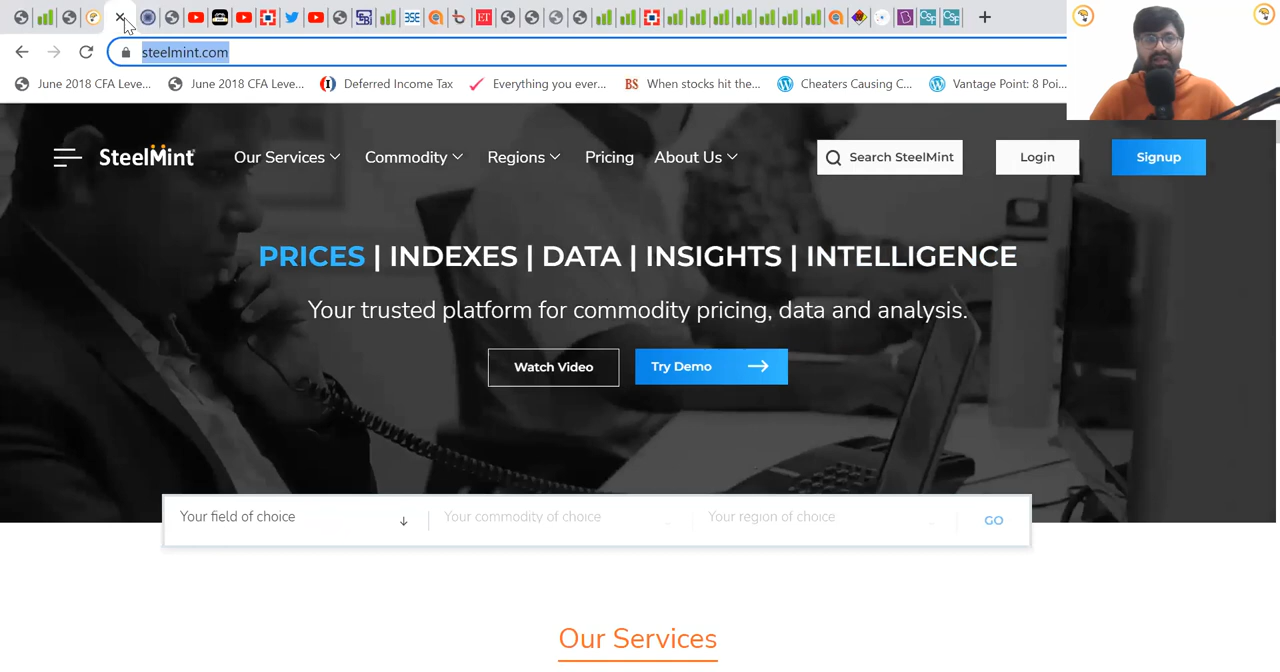 steelmint.com
June 2018 CFA Leve...
June 2018 CFA Leve...
Deferred Income Tax
Everything you ever...
BS When stocks hit the...
Cheaters Causing C...
Vantage Point: 8 Poi...
SteelMint
Our Services
Commodity
Regions
Pricing
About Us
Search SteelMint
Login
Signup
PRICES | INDEXES | DATA | INSIGHTS | INTELLIGENCE
Your trusted platform for commodity pricing, data and analysis.
Watch Video
Try Demo
Your field of choice
Your commodity of choice
Your region of choice
GO
Our Services